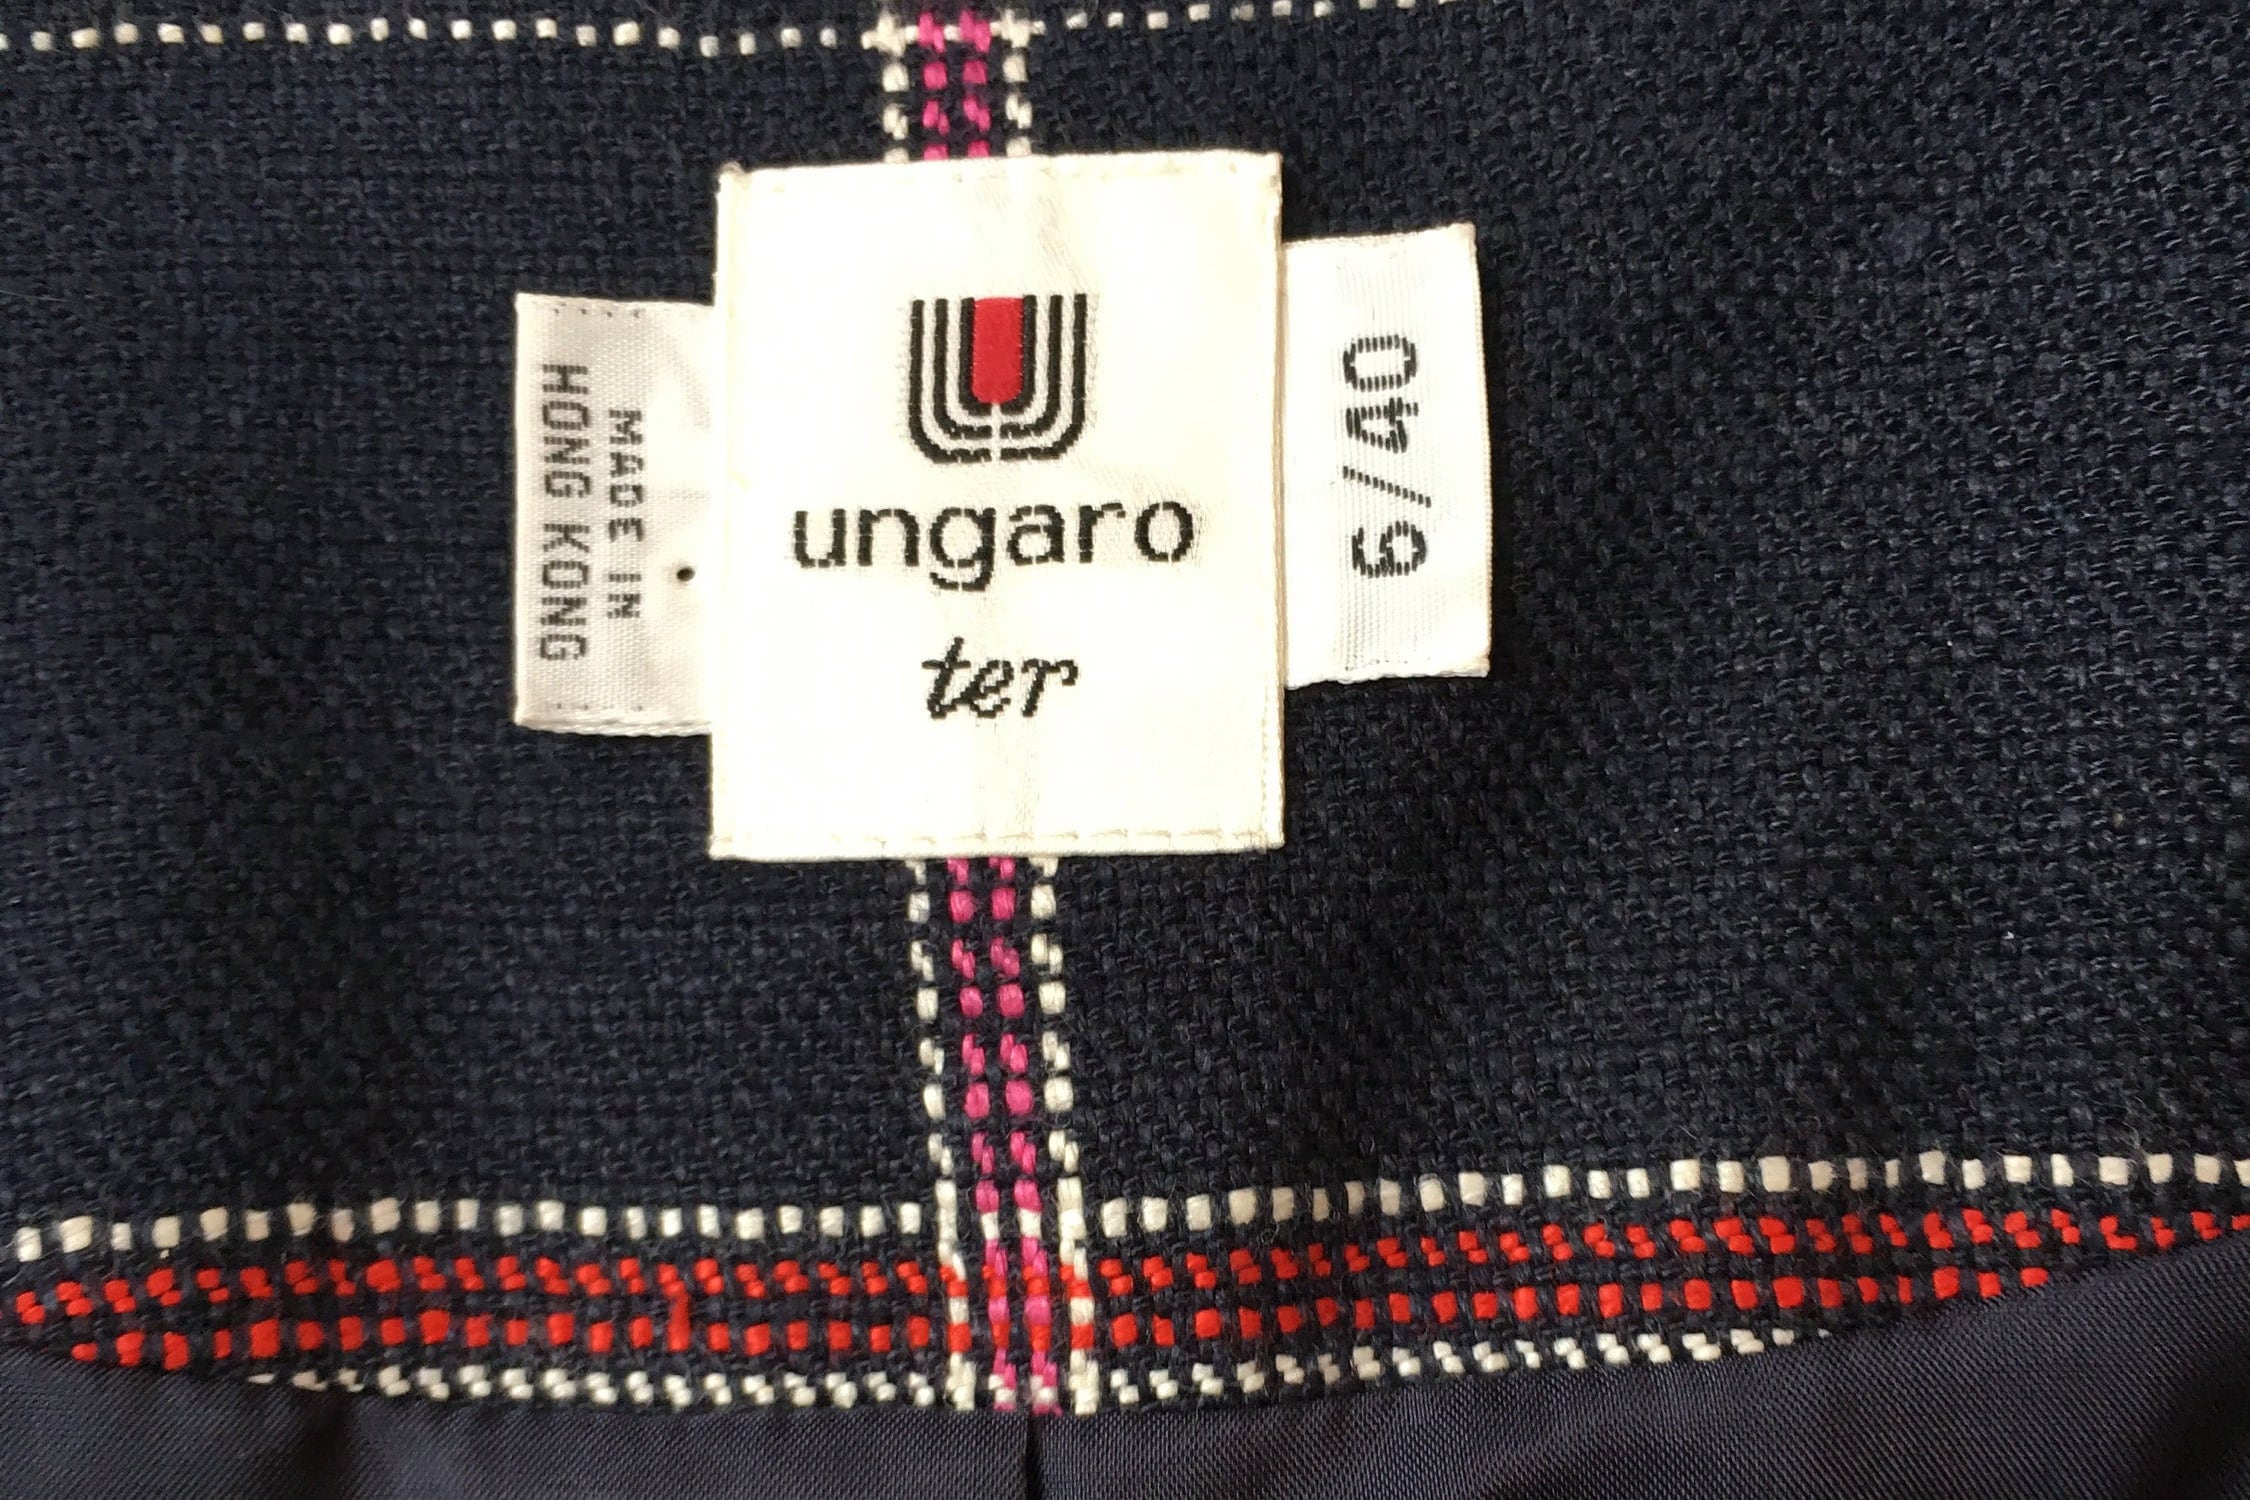 MADE IN
HONG KONG
ungaro
ter
6/40